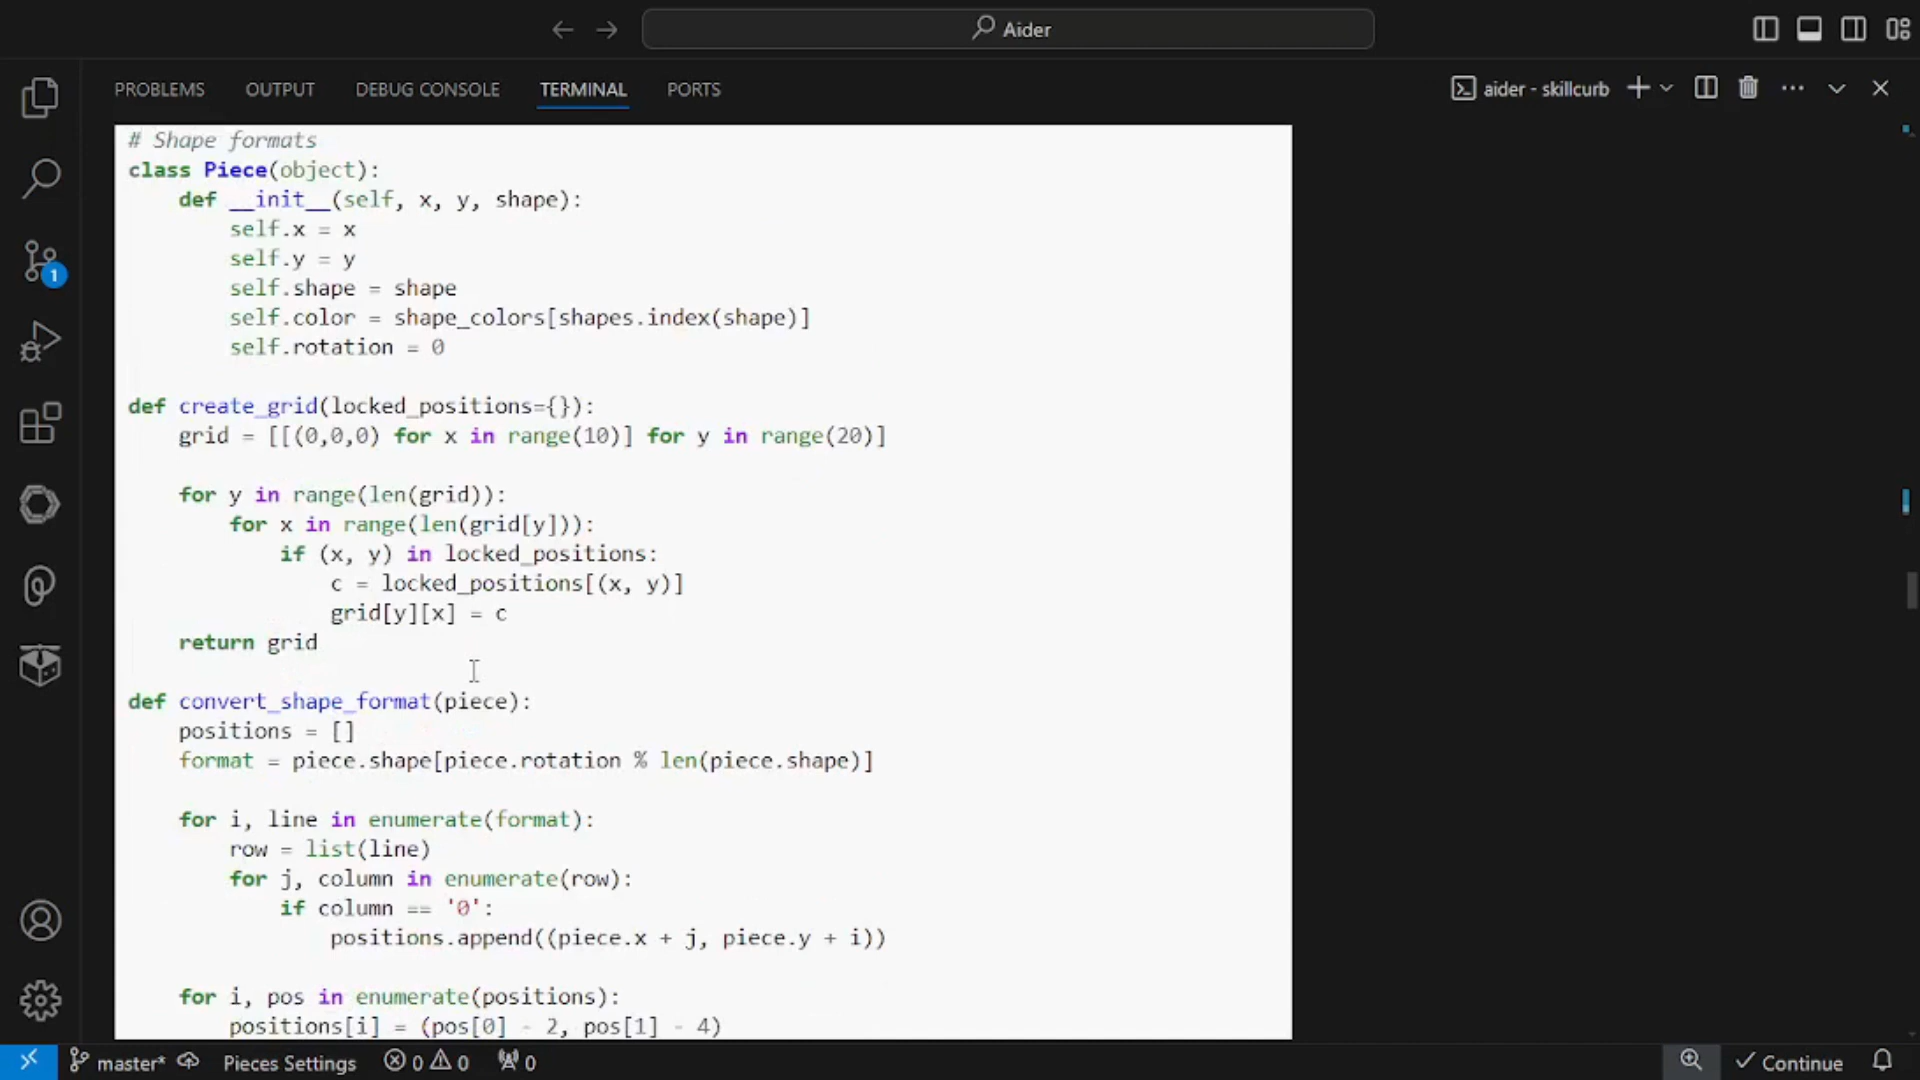 Aider
PROBLEMS OUTPUT DEBUG CONSOLE TERMINAL PORTS
aider - skillcurb
# Shape formats
class Piece(object):
    def __init__(self, x, y, shape):
        self.x = x
        self.y = y
        self.shape = shape
        self.color = shape_colors[shapes.index(shape)]
        self.rotation = 0
def create_grid(locked_positions={}):
    grid = [[(0,0,0) for x in range(10)] for y in range(20)]
    for y in range(len(grid)):
        for x in range(len(grid[y])):
            if (x, y) in locked_positions:
                c = locked_positions[(x, y)]
                grid[y][x] = c
    return grid
def convert_shape_format(piece):
    positions = []
    format = piece.shape[piece.rotation % len(piece.shape)]
    for i, line in enumerate(format):
        row = list(line)
        for j, column in enumerate(row):
            if column == '0':
                positions.append((piece.x + j, piece.y + i))
    for i, pos in enumerate(positions):
        positions[i] = (pos[0] - 2, pos[1] - 4)
1
master* Pieces Settings 0 0 0 Continue